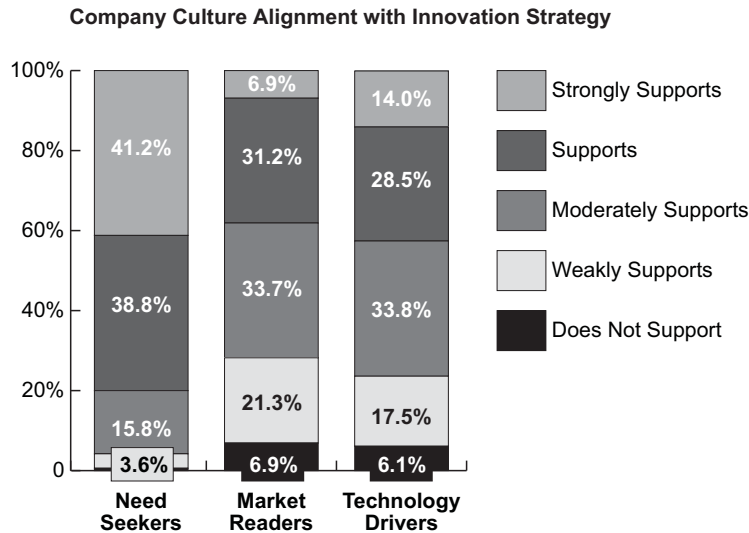 Company Culture Alignment with Innovation Strategy
100%
80%
60%
40%
20%
0
41.2%
38.8%
15.8%
3.6%
6.9%
31.2%
33.7%
21.3%
6.9%
14.0%
28.5%
33.8%
17.5%
6.1%
Need
Seekers
Market
Readers
Technology
Drivers
Strongly Supports
Supports
Moderately Supports
Weakly Supports
Does Not Support